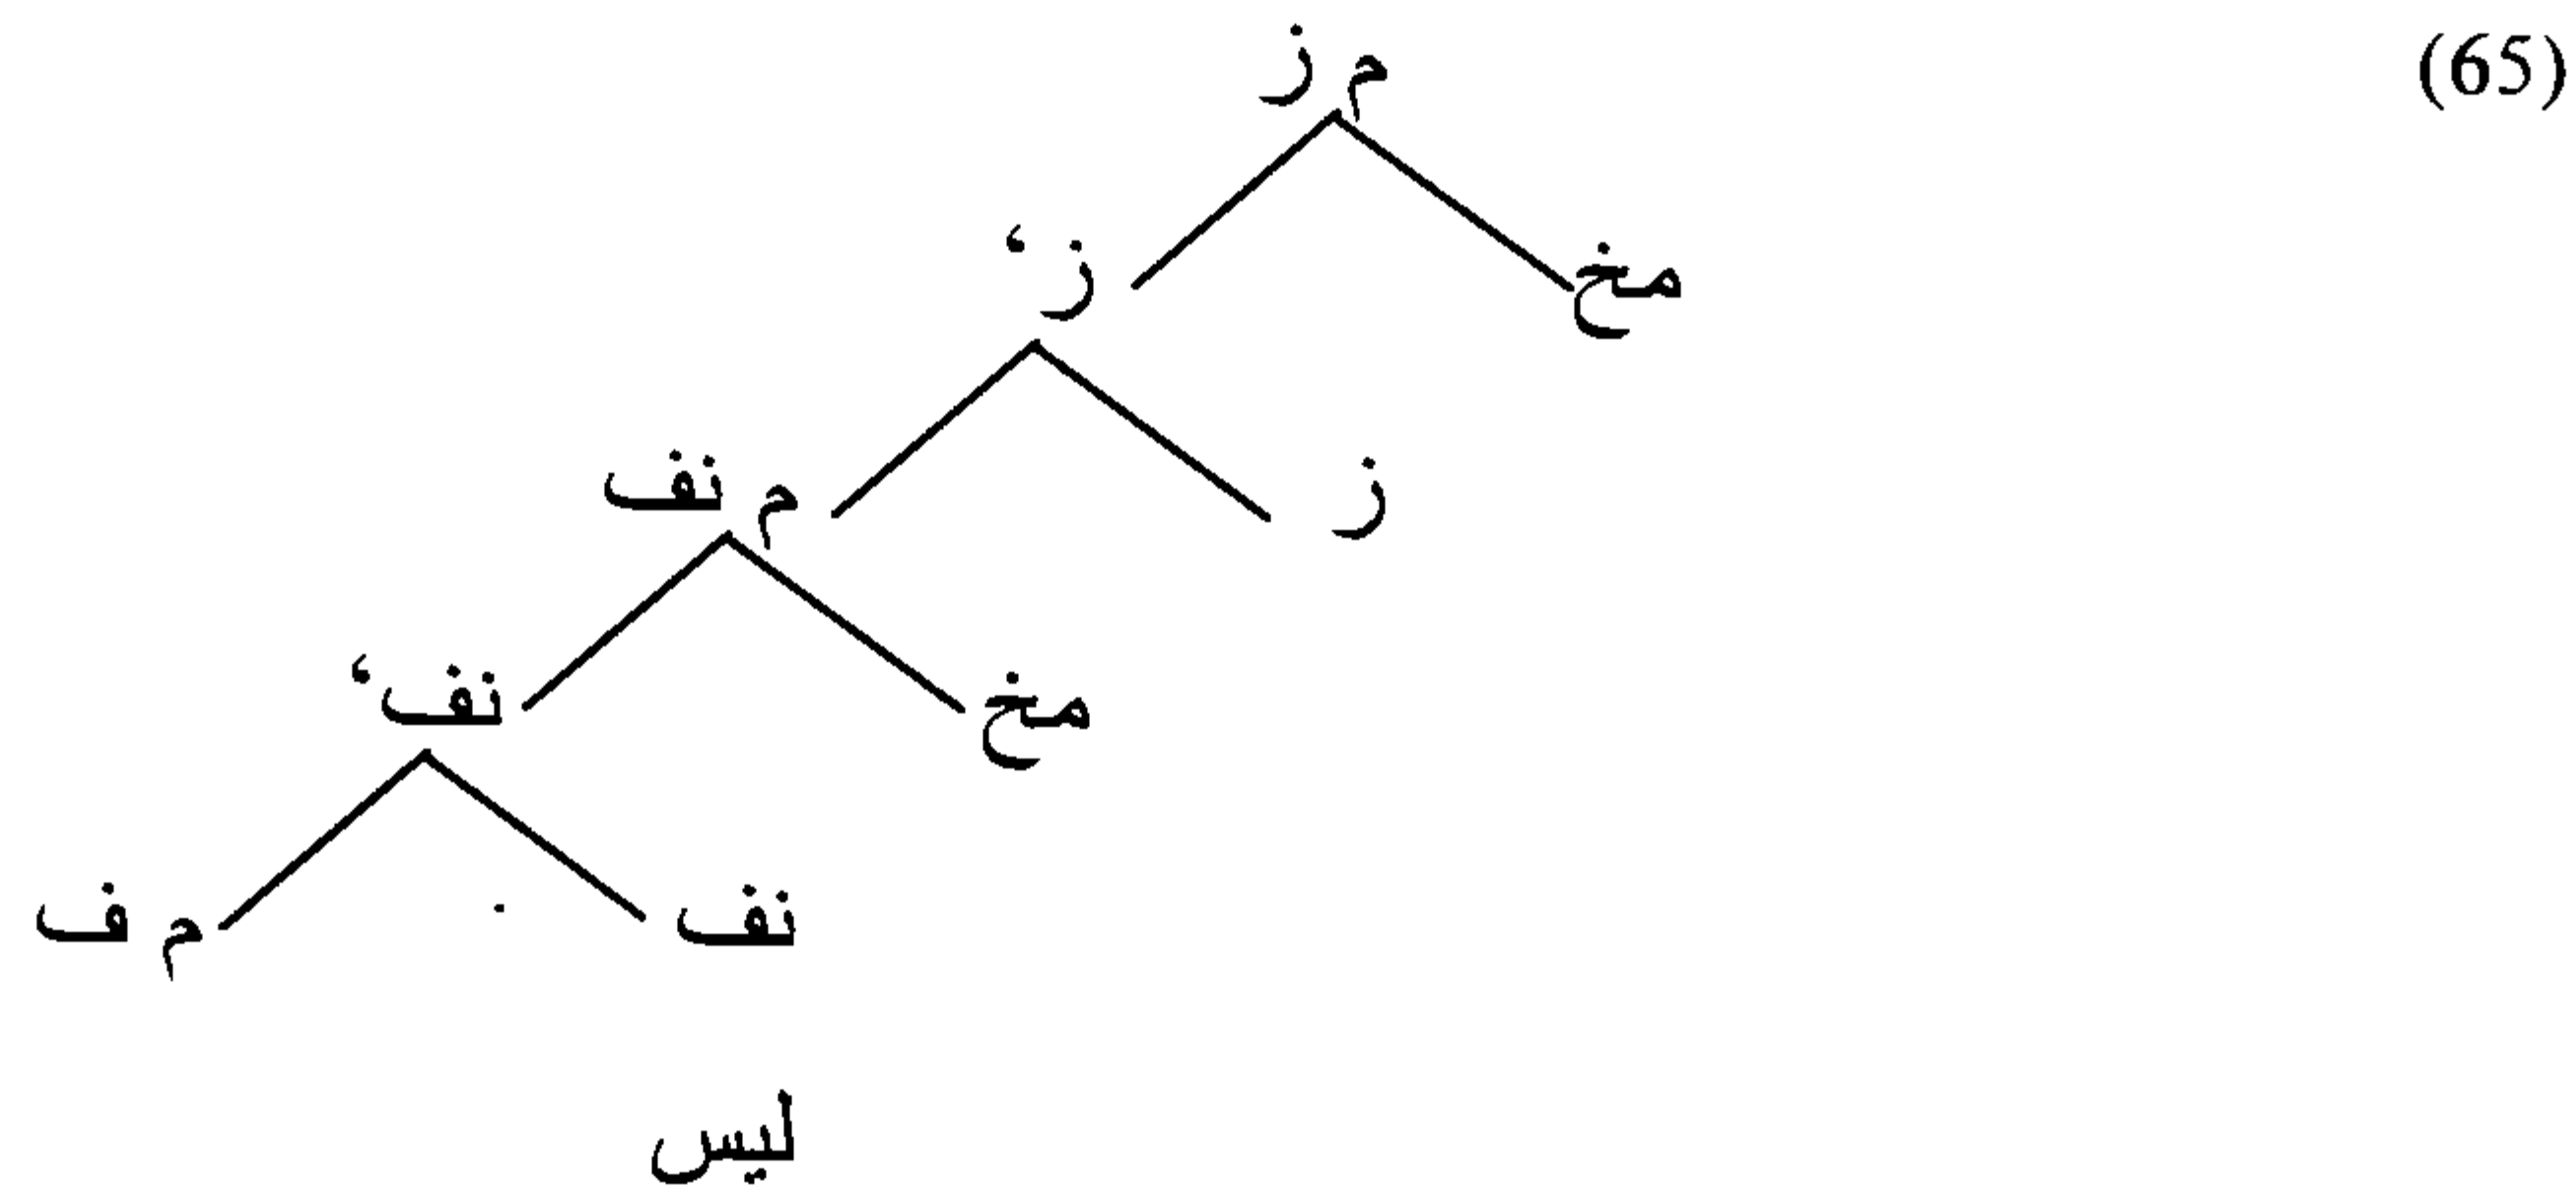 (65) م ز
مخ ز،
ز م نف
مخ نف،
نف م ف
ليس